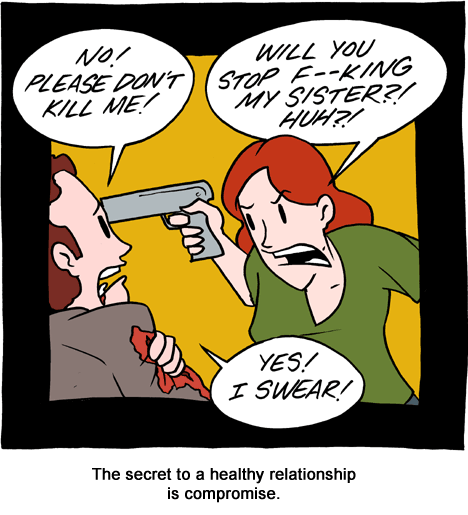 NO!
PLEASE DON'T
KILL ME!
WILL YOU
STOP F--KING
MY SISTER?!
HUH?!
YES!
I SWEAR!
The secret to a healthy relationship
is compromise.